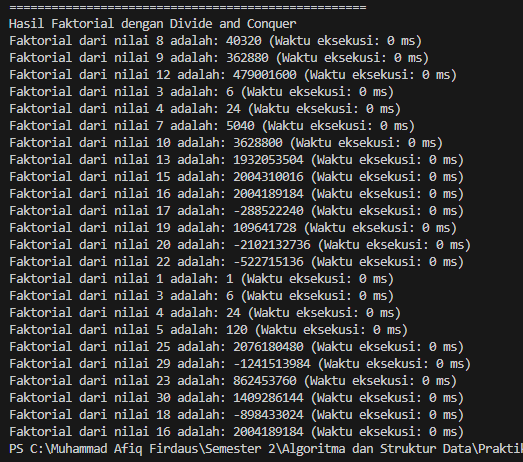 ===================================================
Hasil Faktorial dengan Divide and Conquer
Faktorial dari nilai 8 adalah: 40320 (Waktu eksekusi: 0 ms)
Faktorial dari nilai 9 adalah: 362880 (Waktu eksekusi: 0 ms)
Faktorial dari nilai 12 adalah: 479001600 (Waktu eksekusi: 0 ms)
Faktorial dari nilai 3 adalah: 6 (Waktu eksekusi: 0 ms)
Faktorial dari nilai 4 adalah: 24 (Waktu eksekusi: 0 ms)
Faktorial dari nilai 7 adalah: 5040 (Waktu eksekusi: 0 ms)
Faktorial dari nilai 10 adalah: 3628800 (Waktu eksekusi: 0 ms)
Faktorial dari nilai 13 adalah: 1932053504 (Waktu eksekusi: 0 ms)
Faktorial dari nilai 15 adalah: 2004310016 (Waktu eksekusi: 0 ms)
Faktorial dari nilai 16 adalah: 2004189184 (Waktu eksekusi: 0 ms)
Faktorial dari nilai 17 adalah: -288522240 (Waktu eksekusi: 0 ms)
Faktorial dari nilai 19 adalah: 109641728 (Waktu eksekusi: 0 ms)
Faktorial dari nilai 20 adalah: -2102132736 (Waktu eksekusi: 0 ms)
Faktorial dari nilai 22 adalah: -522715136 (Waktu eksekusi: 0 ms)
Faktorial dari nilai 1 adalah: 1 (Waktu eksekusi: 0 ms)
Faktorial dari nilai 3 adalah: 6 (Waktu eksekusi: 0 ms)
Faktorial dari nilai 4 adalah: 24 (Waktu eksekusi: 0 ms)
Faktorial dari nilai 5 adalah: 120 (Waktu eksekusi: 0 ms)
Faktorial dari nilai 25 adalah: 2076180480 (Waktu eksekusi: 0 ms)
Faktorial dari nilai 29 adalah: -1241513984 (Waktu eksekusi: 0 ms)
Faktorial dari nilai 23 adalah: 862453760 (Waktu eksekusi: 0 ms)
Faktorial dari nilai 30 adalah: 1409286144 (Waktu eksekusi: 0 ms)
Faktorial dari nilai 18 adalah: -898433024 (Waktu eksekusi: 0 ms)
Faktorial dari nilai 16 adalah: 2004189184 (Waktu eksekusi: 0 ms)
PS C:\Muhammad Afiq Firdaus\Semester 2\Algoritma dan Struktur Data\Prakti